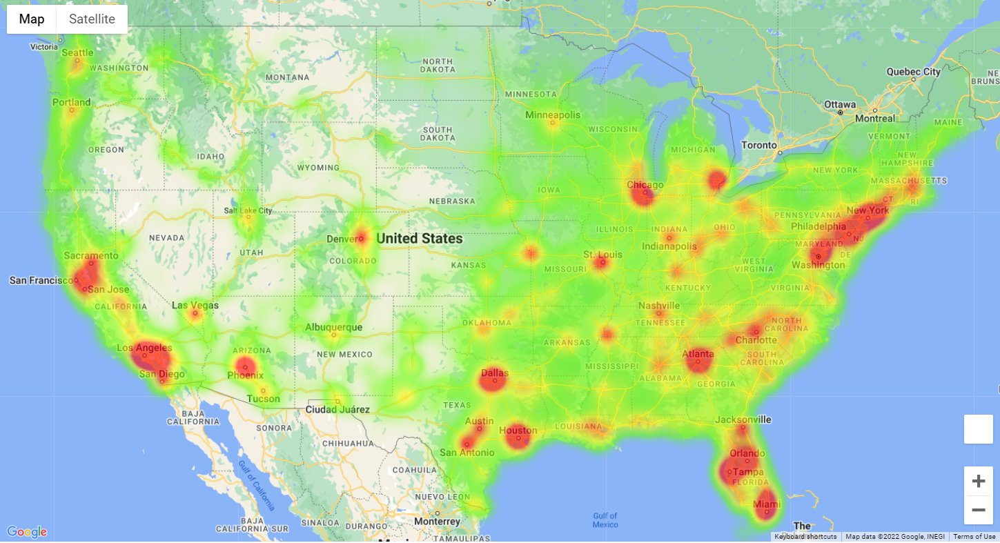 Map
Satellite
Victoria
Seattle
WASHINGTON
MONTANA
NORTH
DAKOTA
MINNESOTA
Quebec City
Ottawa
Montreal
Portland
Minneapolis
WISCONSIN
MAINE
VERMONT
SOUTH
DAKOTA
OREGON
IDAHO
WYOMING
MICHIGAN
Toronto
NEW YORK
NEW
HAMPSHIRE
MASSACHUSETTS
CT
RI
IOWA
Chicago
NEBRASKA
Salt Lake City
New York
PENNSYLVANIA
Philadelphia
NJ
ILLINOIS
INDIANA
OHIO
Indianapolis
NEVADA
UTAH
Denver
United States
COLORADO
MARYLAND
DE
Washington
Sacramento
San Francisco
San Jose
KANSAS
MISSOURI
St. Louis
WEST
VIRGINIA
KENTUCKY
VIRGINIA
CALIFORNIA
Las Vegas
Nashville
TENNESSEE
Albuquerque
OKLAHOMA
NORTH
CAROLINA
Charlotte
Los Angeles
ARIZONA
NEW MEXICO
ARKANSAS
Atlanta
SOUTH
CAROLINA
San Diego
Phoenix
Dallas
MISSISSIPPI
ALABAMA
GEORGIA
Tucson
Ciudad Juárez
TEXAS
BAJA
CALIFORNIA
SONORA
CHIHUAHUA
Austin
Houston
LOUISIANA
Jacksonville
San Antonio
Orlando
Tampa
FLORIDA
COAHUILA
Gulf of California
NUEVO LEON
Miami
BAJA
CALIFORNIA SUR
SINALOA
DURANGO
Monterrey
TAMAULIPAS
Gulf of
Mexico
The
Google
Keyboard shortcuts
Map data ©2022 Google, INEGI
Terms of Use